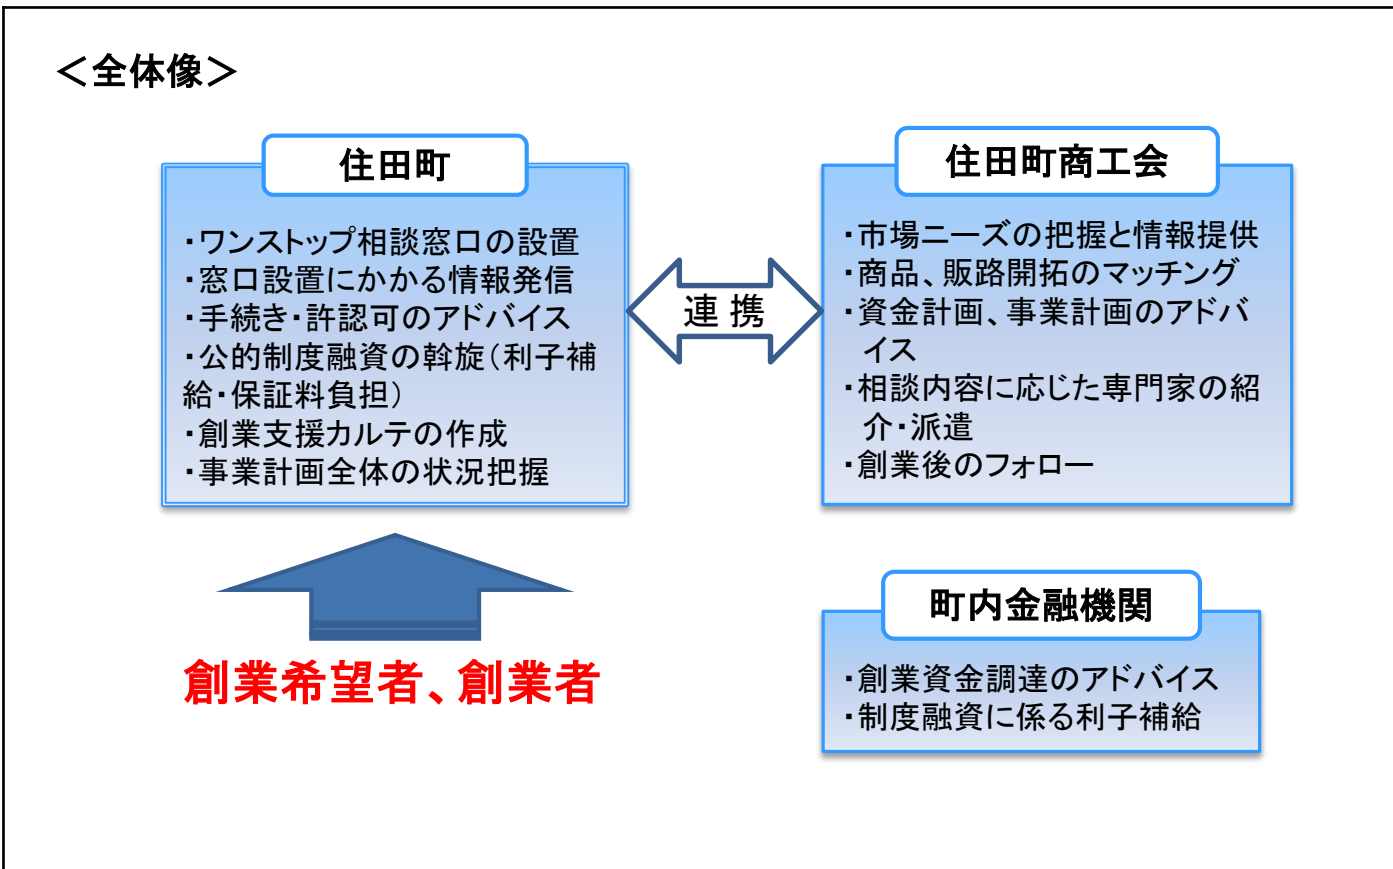 ＜全体像＞
住田町
・ワンストップ相談窓口の設置
・窓口設置にかかる情報発信
・手続き・許認可のアドバイス
・公的制度融資の斡旋（利子補
給・保証料負担）
・創業支援カルテの作成
・事業計画全体の状況把握
連 携
住田町商工会
・市場ニーズの把握と情報提供
・商品、販路開拓のマッチング
・資金計画、事業計画のアドバ
イス
・相談内容に応じた専門家の紹
介・派遣
・創業後のフォロー
創業希望者、創業者
町内金融機関
・創業資金調達のアドバイス
・制度融資に係る利子補給